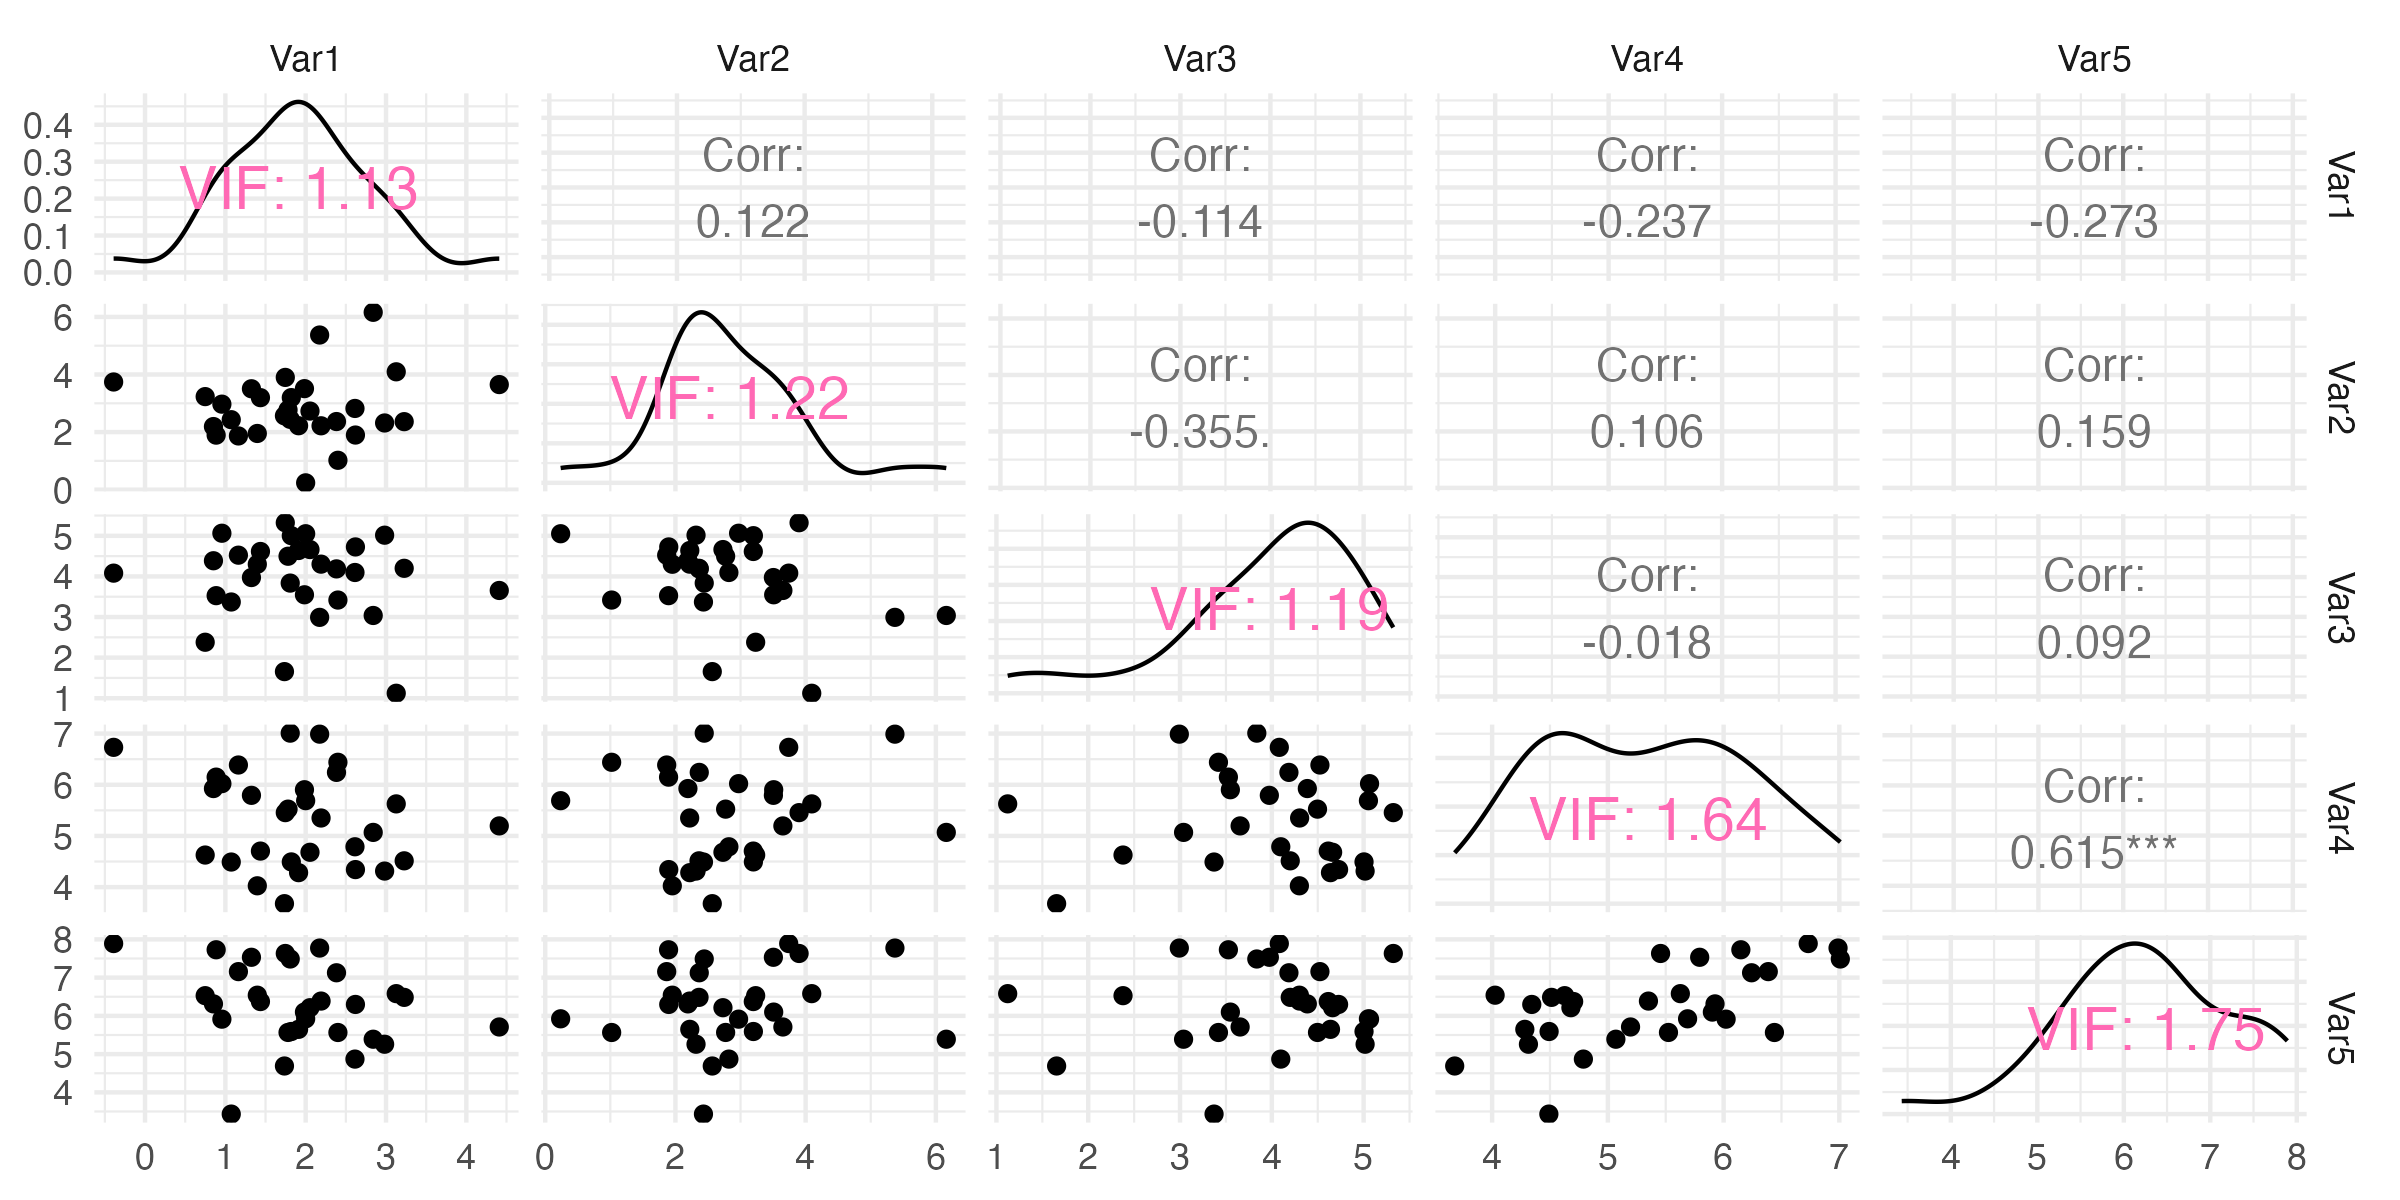 Var1 Var2 Var3 Var4 Var5
0.4
0.3
0.2
0.1
0.0
VIF: 1.13
Corr:
0.122
Corr:
-0.114
Corr:
-0.237
Corr:
-0.273
Var1
6
4
2
0
VIF: 1.22
Corr:
-0.355.
Corr:
0.106
Corr:
0.159
Var2
5
4
3
2
1
VIF: 1.19
Corr:
-0.018
Corr:
0.092
Var3
7
6
5
4
VIF: 1.64
Corr:
0.615***
Var4
8
7
6
5
4
VIF: 1.75
Var5
0 1 2 3 4 0 2 4 6 1 2 3 4 5 4 5 6 7 4 5 6 7 8